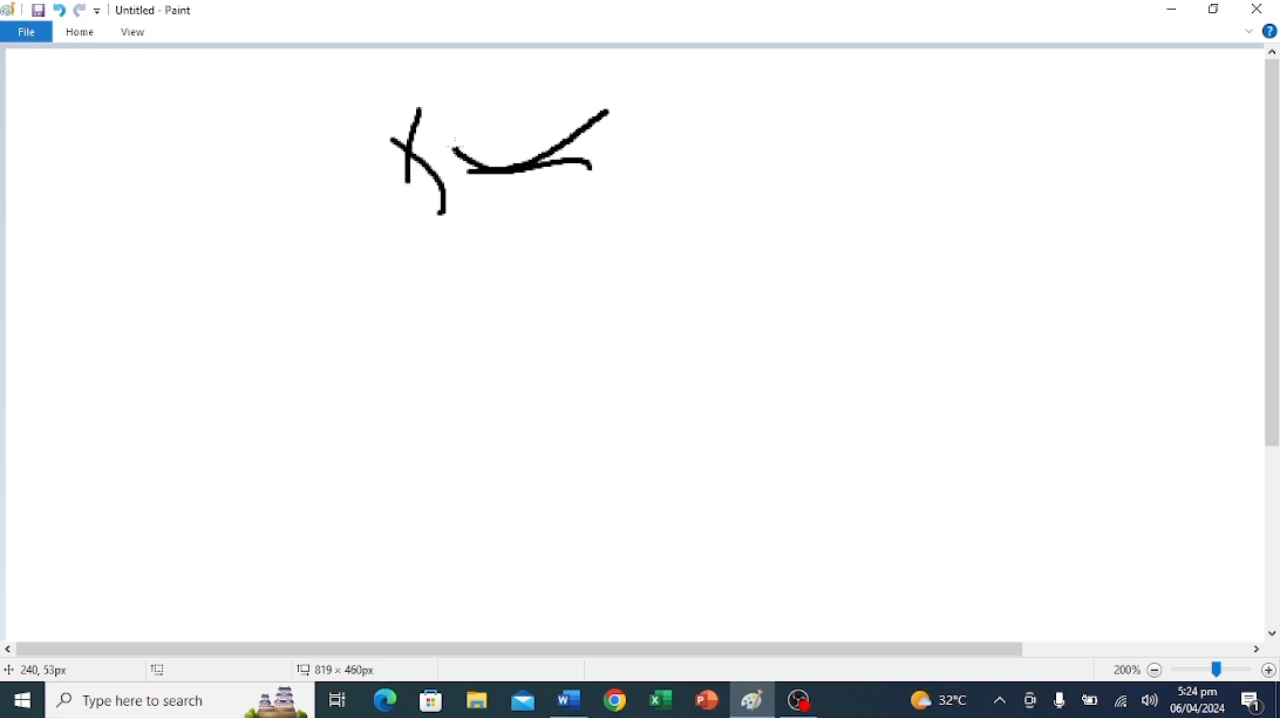 Untitled - Paint
File Home View
240, 53px
819 × 460px
200%
Type here to search
32°C
5:24 pm
06/04/2024